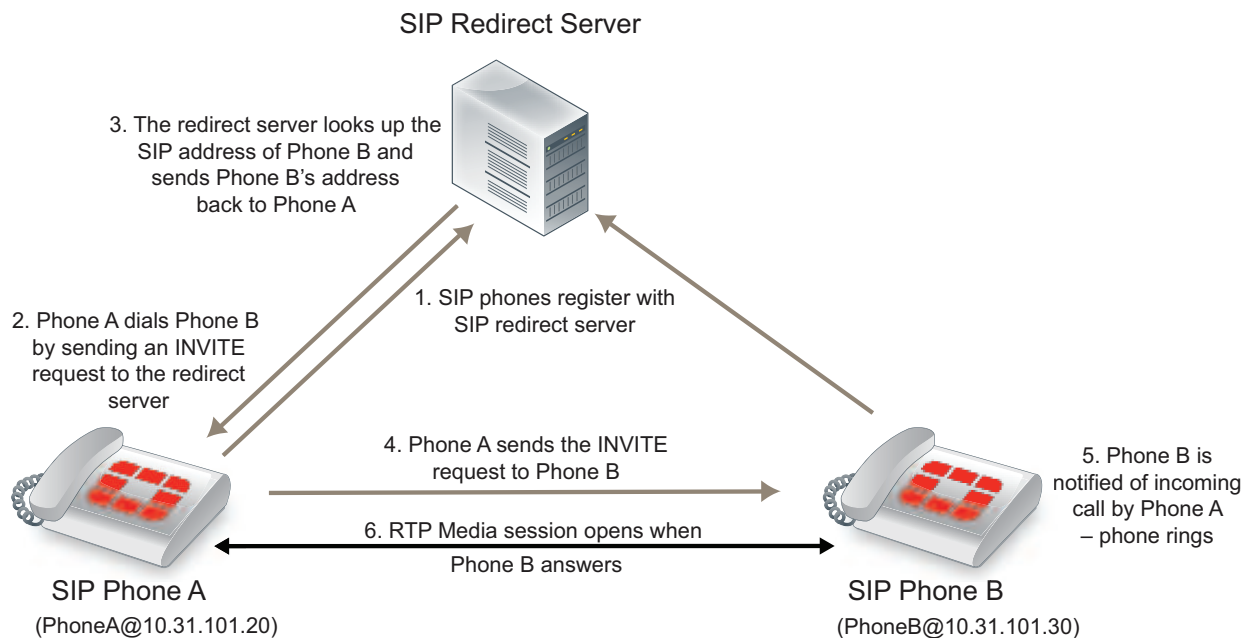 SIP Redirect Server
3. The redirect server looks up the
SIP address of Phone B and
sends Phone B’s address
back to Phone A
1. SIP phones register with
SIP redirect server
2. Phone A dials Phone B
by sending an INVITE
request to the redirect
server
4. Phone A sends the INVITE
request to Phone B
5. Phone B is
notified of incoming
call by Phone A
– phone rings
6. RTP Media session opens when
Phone B answers
SIP Phone A
(PhoneA@10.31.101.20)
SIP Phone B
(PhoneB@10.31.101.30)